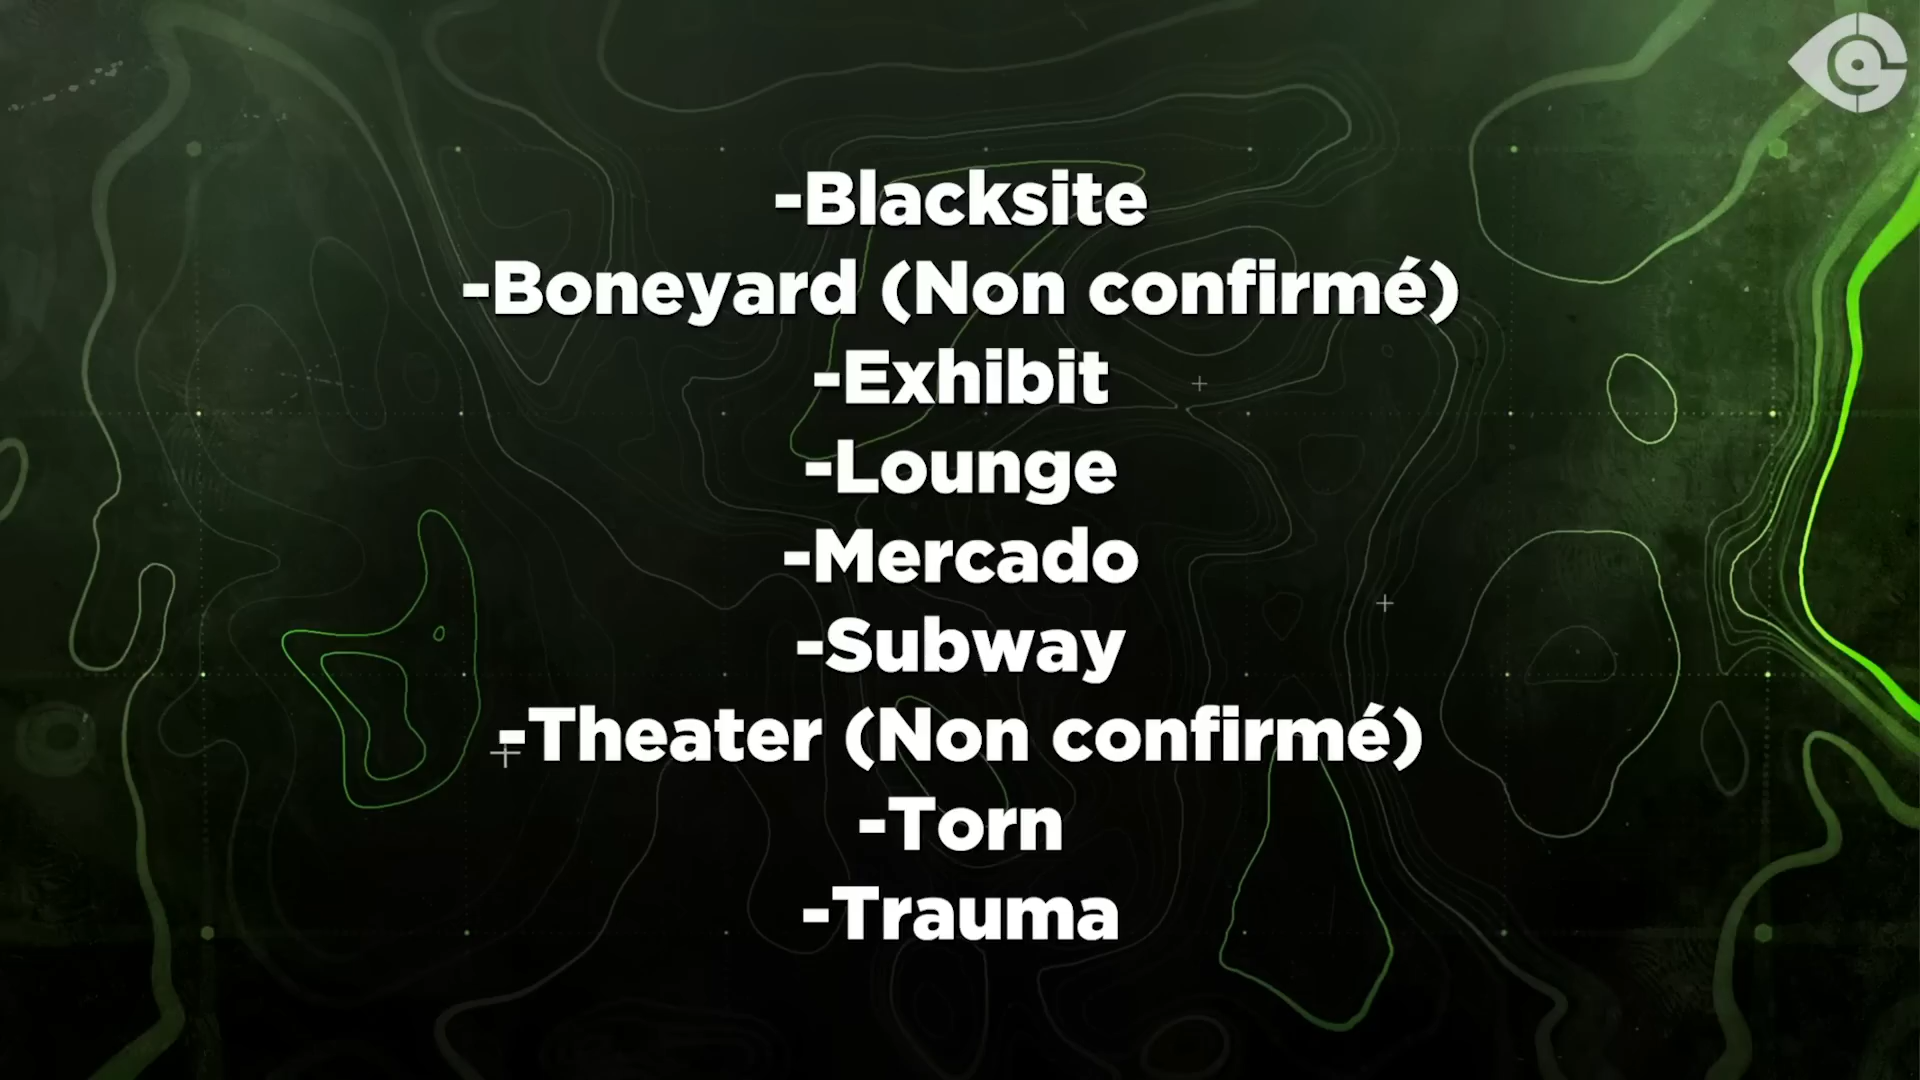 -Blacksite
-Boneyard (Non confirmé)
-Exhibit
-Lounge
-Mercado
-Subway
-Theater (Non confirmé)
-Torn
-Trauma